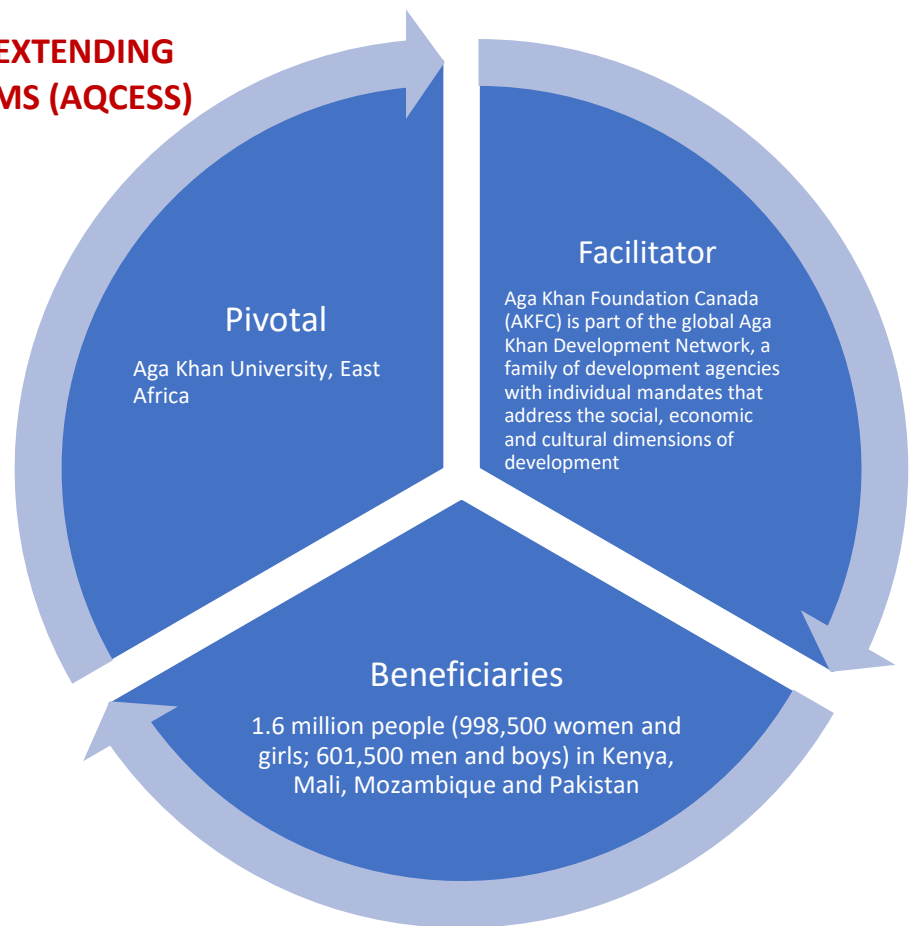 EXTENDING
MS (AQCESS)
Pivotal
Aga Khan University, East
Africa
Facilitator
Aga Khan Foundation Canada
(AKFC) is part of the global Aga
Khan Development Network, a
family of development agencies
with individual mandates that
address the social, economic
and cultural dimensions of
development
Beneficiaries
1.6 million people (998,500 women and
girls; 601,500 men and boys) in Kenya,
Mali, Mozambique and Pakistan